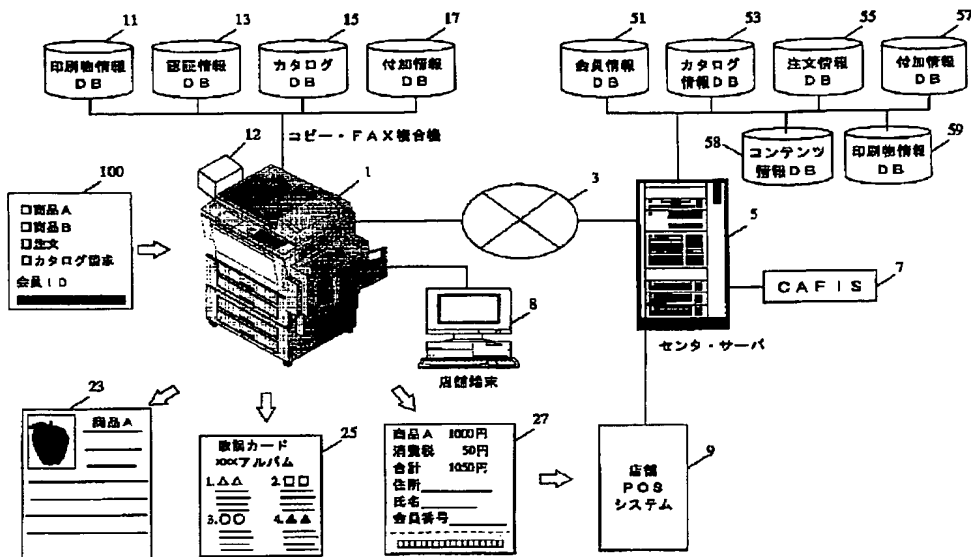 11
印刷物情報
DB
13
認証情報
DB
15
カタログ
DB
17
付加情報
DB
51
会員情報
DB
53
カタログ
情報DB
55
注文情報
DB
57
付加情報
DB
58
コンテンツ
情報DB
59
印刷物情報
DB
12
コピー・FAX複合機
1
3
5
センタ・サーバ
7
CAFIS
100
□商品A
□商品B
□注文
□カタログ請求
会員ID
8
店舗端末
23
商品A
25
歌詞カード
xxxアルバム
1.△△
2.□□
3.○○
4.▲▲
27
商品A 1000円
消費税 50円
合計 1050円
住所
氏名
会員番号
9
店舗
POS
システム